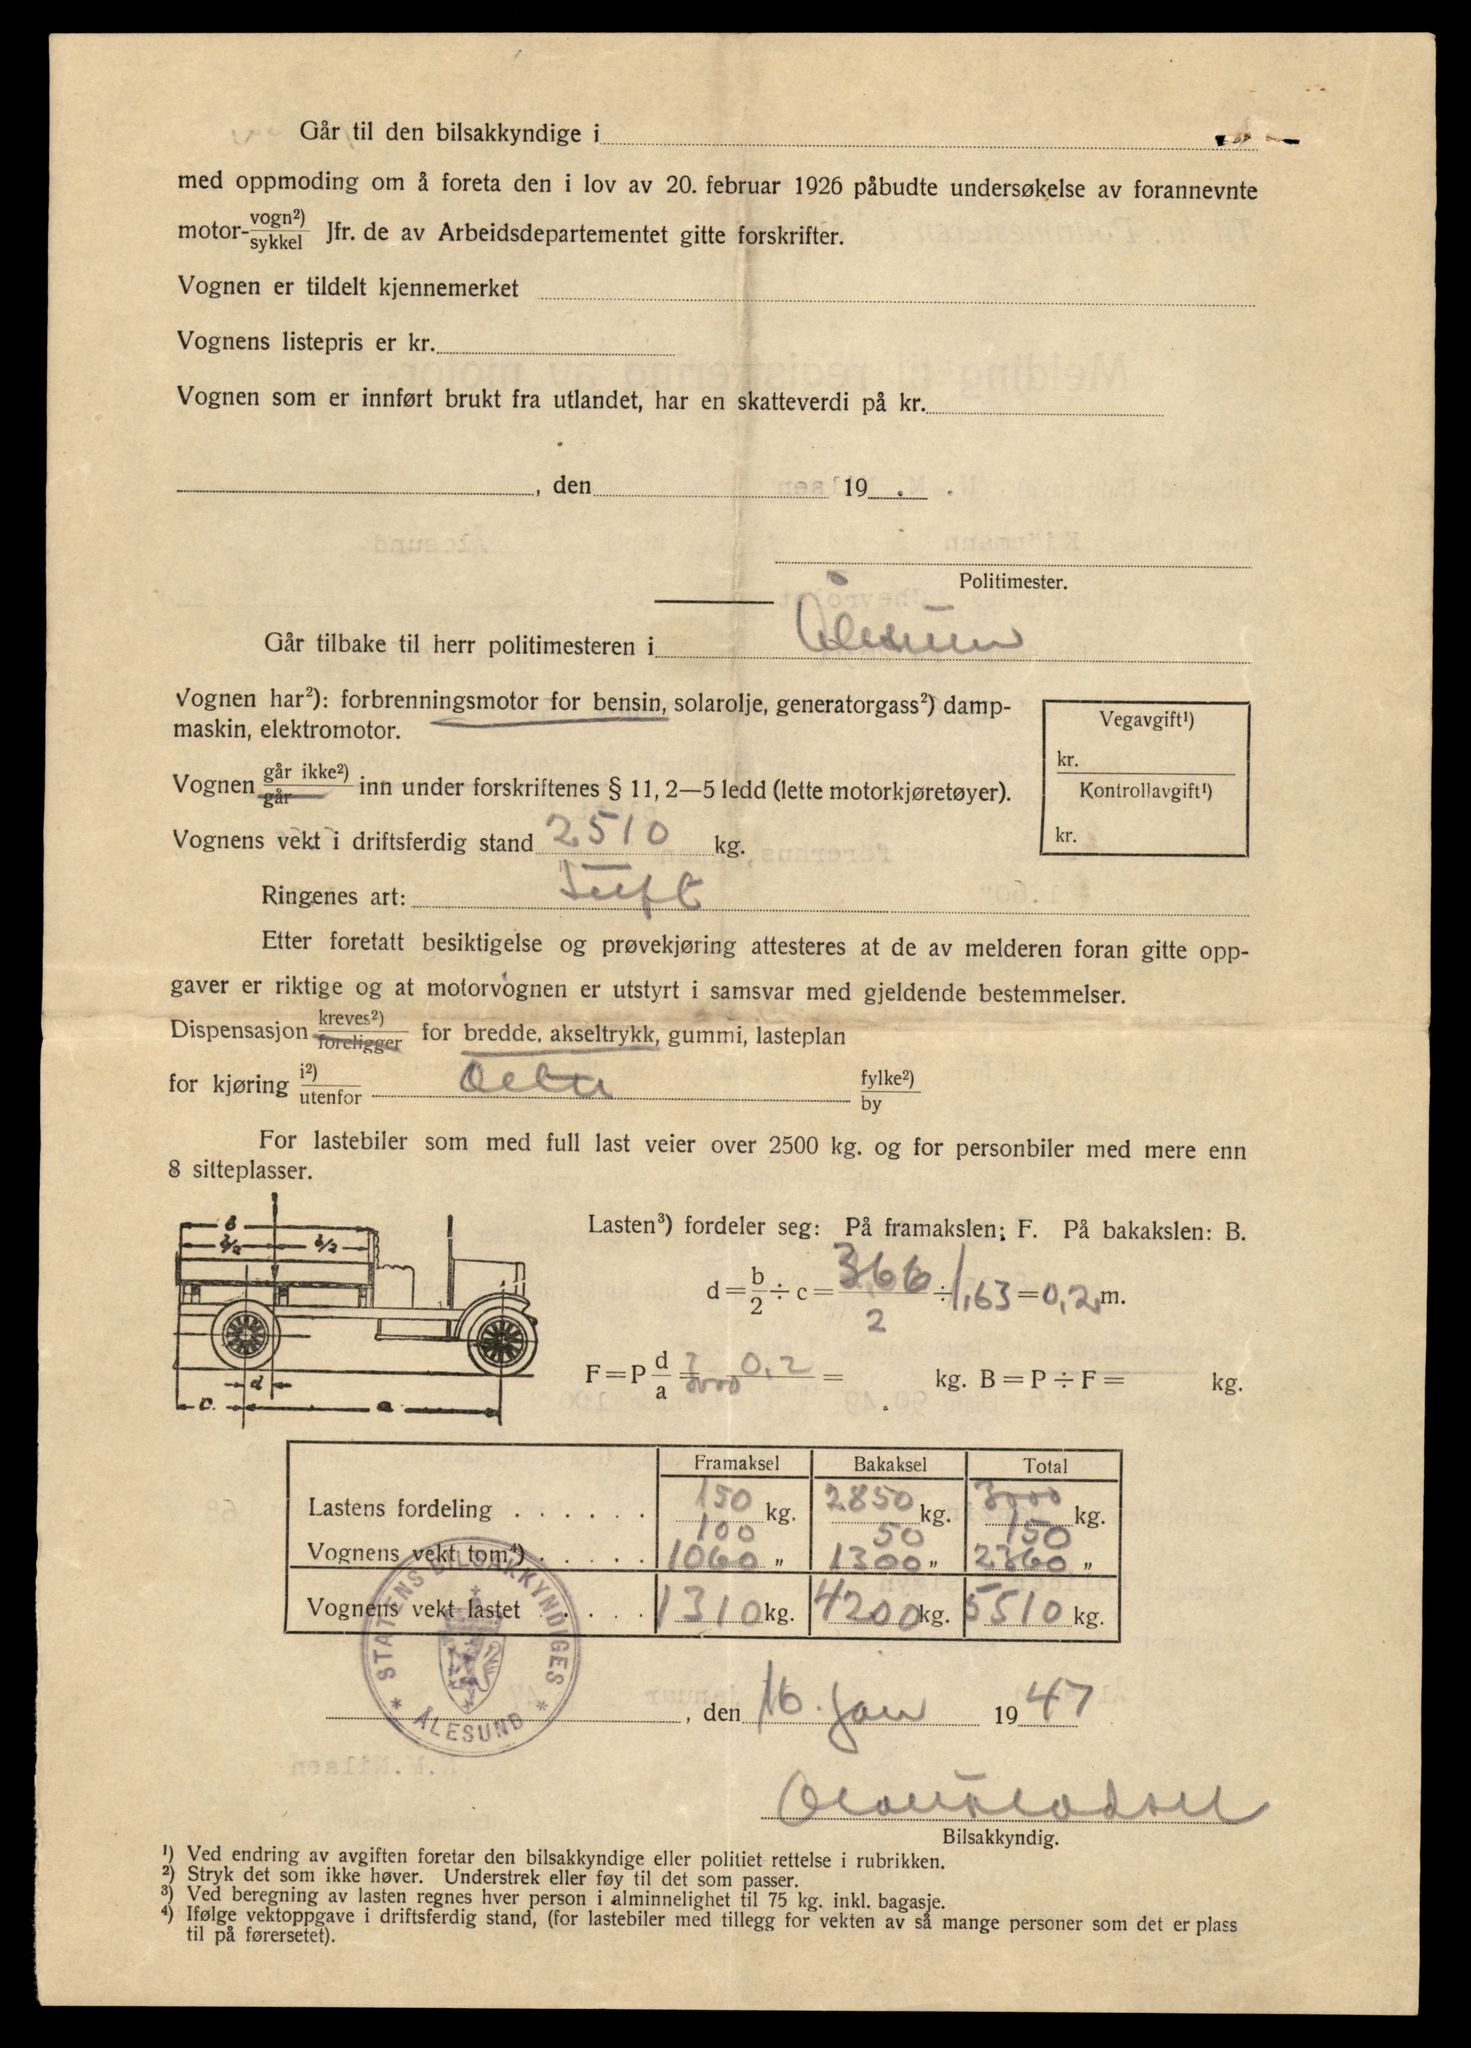 Går til den bilsakkyndige i
med oppmoding om å foreta den i lov av 20. februar 1926 påbudte undersøkelse av forannevnte
motor- vogn²) / sykkel Jfr. de av Arbeidsdepartementet gitte forskrifter.
Vognen er tildelt kjennemerket
Vognens listepris er kr.
Vognen som er innført brukt fra utlandet, har en skatteverdi på kr.
, den 19
Politimester.
Går tilbake til herr politimesteren i Ålesund
Vognen har²): forbrenningsmotor for bensin, solarolje, generatorgass²) damp-
maskin, elektromotor.
Vegavgift¹)
kr.
Kontrollavgift¹)
kr.
Vognen går ikke²) / går inn under forskriftenes § 11, 2—5 ledd (lette motorkjøretøyer).
Vognens vekt i driftsferdig stand 2510 kg.
Ringenes art: Luft
Etter foretatt besiktigelse og prøvekjøring attesteres at de av melderen foran gitte opp-
gaver er riktige og at motorvognen er utstyrt i samsvar med gjeldende bestemmelser.
Dispensasjon kreves²) / foreligger for bredde, akseltrykk, gummi, lasteplan
for kjøring i²) / utenfor fylke²) / by
For lastebiler som med full last veier over 2500 kg. og for personbiler med mere enn
8 sitteplasser.
b
b/2 b/2
d
c. a
Lasten³) fordeler seg: På framakslen: F. På bakakslen: B.
d = b/2 ÷ c = 3,66/2 ÷ 1,63 = 0,2 m.
F = P d/a = 0,2 = kg. B = P ÷ F = kg.
Framaksel Bakaksel Total
Lastens fordeling . . . . . . 150 kg. 2850 kg. 3000 kg.
100 50 150
Vognens vekt tom⁴) . . . . . 1060 " 1300 " 2360 "
Vognens vekt lastet . . . . . 1310 kg. 4200 kg. 5510 kg.
STATENS BILSAKKYNDIGES * ÅLESUND *
, den 16. jan 1947
Bilsakkyndig.
¹) Ved endring av avgiften foretar den bilsakkyndige eller politiet rettelse i rubrikken.
²) Stryk det som ikke høver. Understrek eller føy til det som passer.
³) Ved beregning av lasten regnes hver person i alminnelighet til 75 kg. inkl. bagasje.
⁴) Ifølge vektoppgave i driftsferdig stand, (for lastebiler med tillegg for vekten av så mange personer som det er plass
til på førersetet).